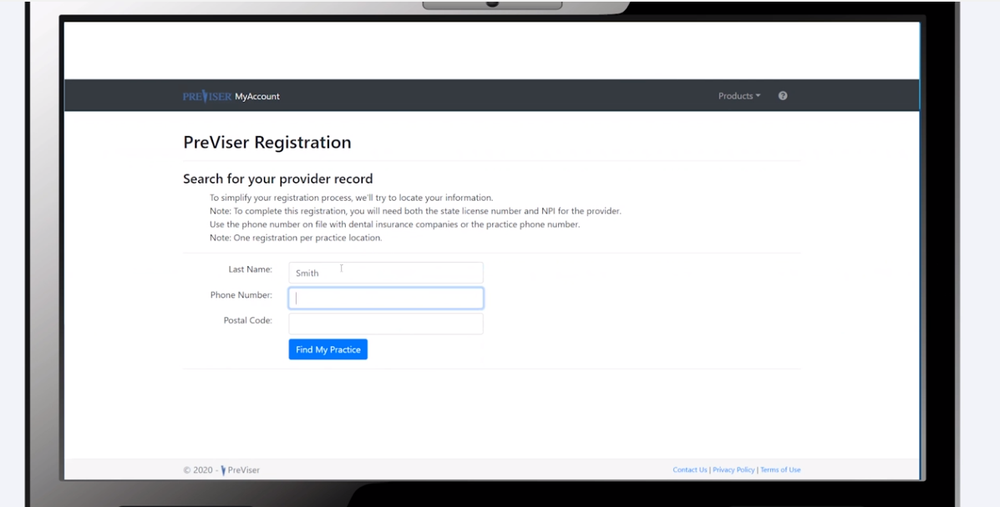 PREVISER MyAccount
Products
?
PreViser Registration
Search for your provider record
To simplify your registration process, we'll try to locate your information.
Note: To complete this registration, you will need both the state license number and NPI for the provider.
Use the phone number on file with dental insurance companies or the practice phone number.
Note: One registration per practice location.
Last Name:
Smith
Phone Number:
Postal Code:
Find My Practice
© 2020 - PreViser
Contact Us | Privacy Policy | Terms of Use